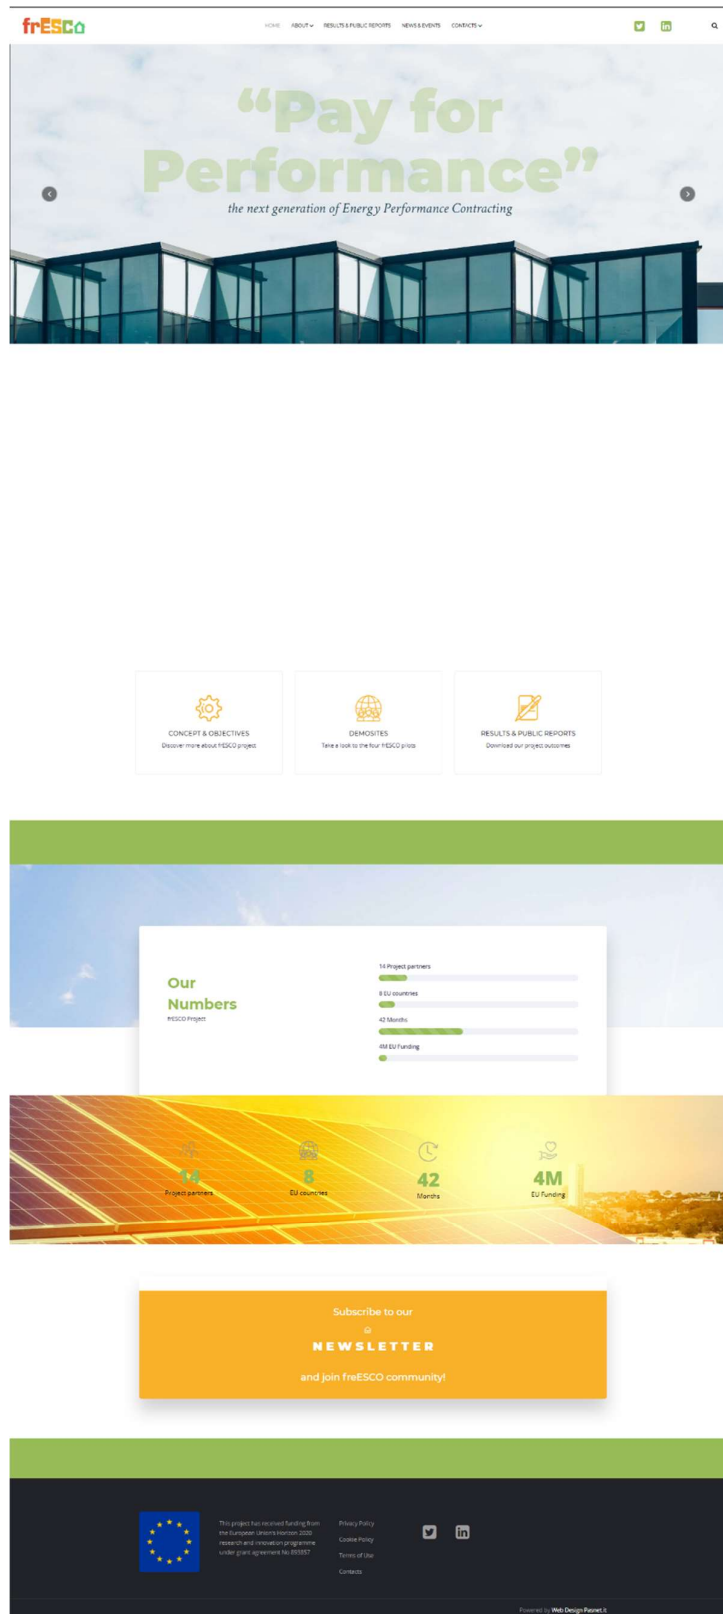 frESCO
HOME ABOUT RESULTS & PUBLIC REPORTS NEWS & EVENTS CONTACTS
“Pay for
Performance”
the next generation of Energy Performance Contracting
CONCEPT & OBJECTIVES
Discover more about frESCO project
DEMOSITES
Take a look to the four frESCO pilots
RESULTS & PUBLIC REPORTS
Download our project outcomes
Our
Numbers
frESCO Project
14 Project partners
8 EU countries
42 Months
4M EU Funding
14
Project partners
8
EU countries
42
Months
4M
EU Funding
Subscribe to our
NEWSLETTER
and join freESCO community!
This project has received funding from
the European Union's Horizon 2020
research and innovation programme
under grant agreement No 893857
Privacy Policy
Cookie Policy
Terms of Use
Contacts
Powered by Web Design Pasnet.it